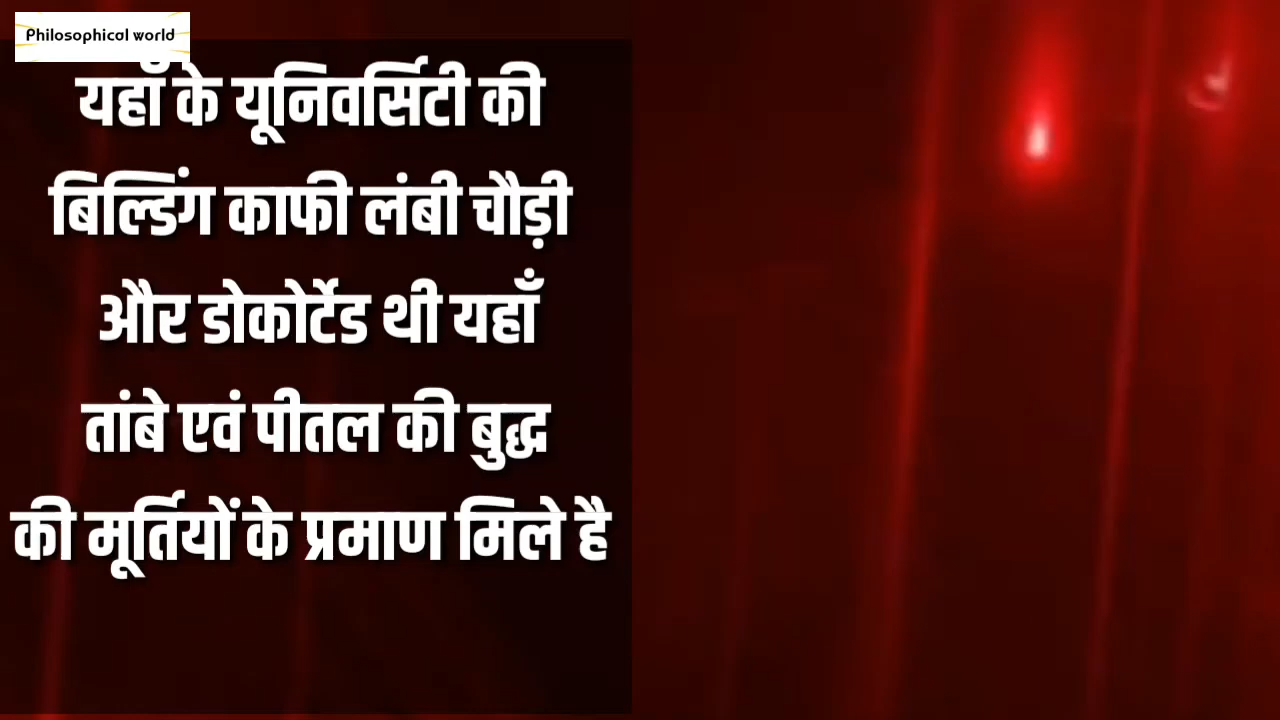 Philosophical world
यहाँ के यूनिवर्सिटी की
बिल्डिंग काफी लंबी चौड़ी
और डोकोर्टेड थी यहाँ
तांबे एवं पीतल की बुद्ध
की मूर्तियों के प्रमाण मिले है